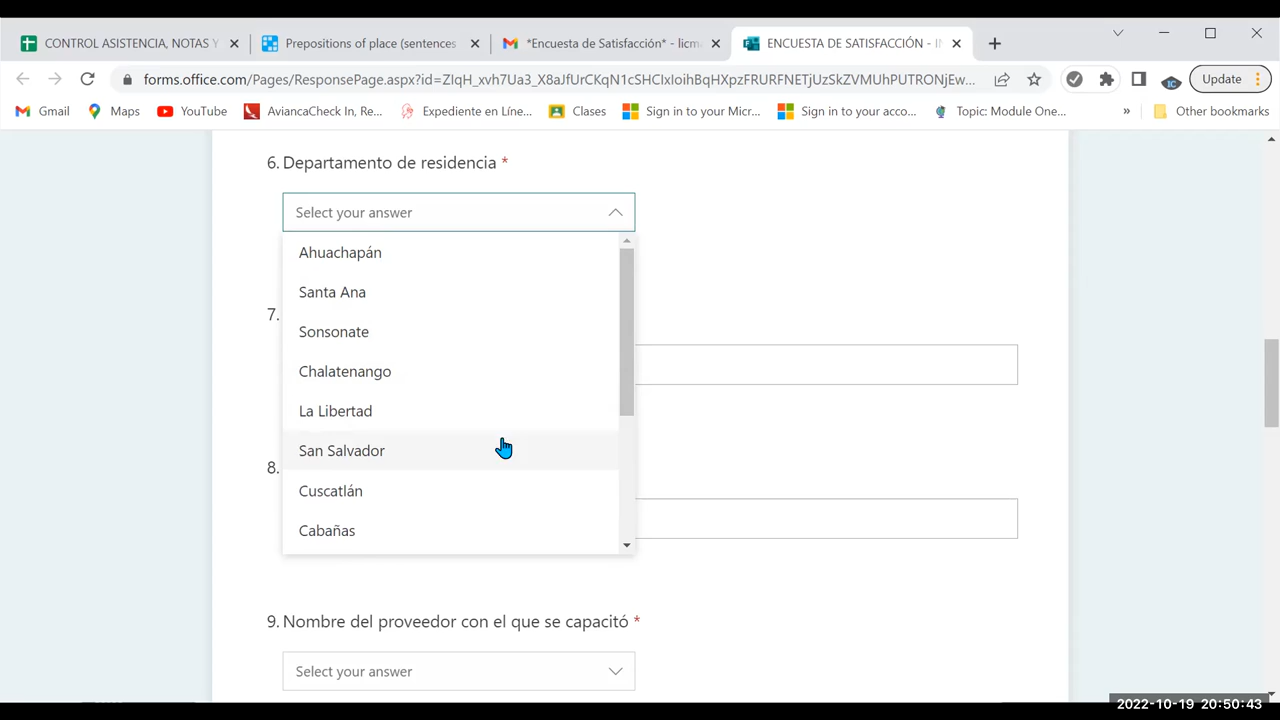 CONTROL ASISTENCIA, NOTAS Y
Prepositions of place (sentences
*Encuesta de Satisfacción* - licm
ENCUESTA DE SATISFACCIÓN - IN
forms.office.com/Pages/ResponsePage.aspx?id=ZIqH_xvh7Ua3_X8aJfUrCKqN1cSHCIxIoihBqHXpzFRURFNETjUzSkZVMUhPUTRONjEw...
Update
Gmail
Maps
YouTube
AviancaCheck In, Re...
Expediente en Líne...
Clases
Sign in to your Micr...
Sign in to your acco...
Topic: Module One...
»
Other bookmarks
6. Departamento de residencia *
Select your answer
Ahuachapán
Santa Ana
Sonsonate
7.
Chalatenango
La Libertad
San Salvador
8.
Cuscatlán
Cabañas
9. Nombre del proveedor con el que se capacitó *
Select your answer
2022-10-19 20:50:43